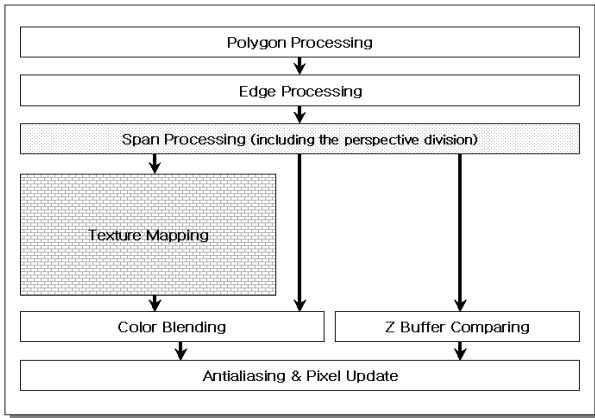 Polygon Processing
Edge Processing
Span Processing (including the perspective division)
Texture Mapping
Color Blending
Z Buffer Comparing
Antialiasing & Pixel Update